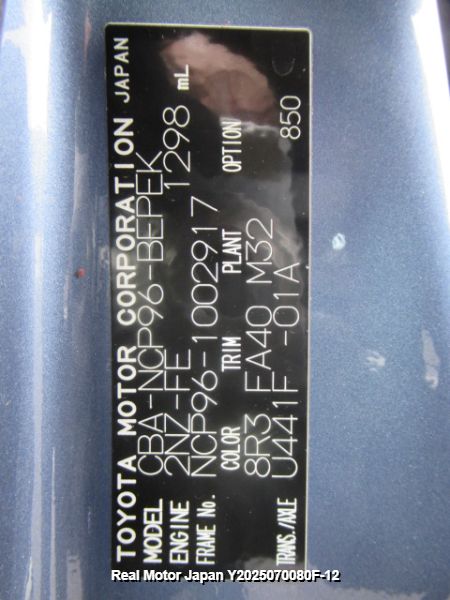 TOYOTA MOTOR CORPORATION JAPAN
MODEL CBA-NCP96-BEPEK
ENGINE 2NZ-FE 1298 mL
FRAME No. NCP96-1002917
COLOR TRIM PLANT OPTION
8R3 FA40 M32 850
TRANS./AXLE U441F -01A
Real Motor Japan Y2025070080F-12